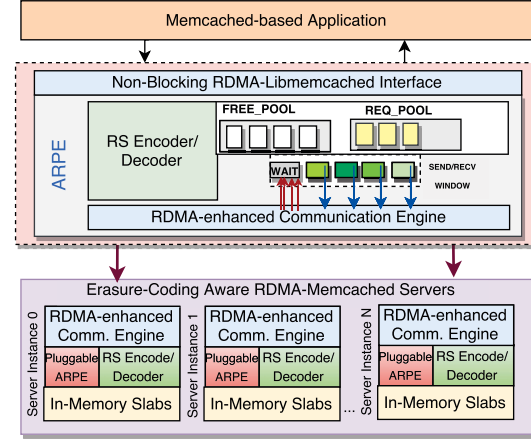 Memcached-based Application
Non-Blocking RDMA-Libmemcached Interface
ARPE
RS Encoder/
Decoder
FREE_POOL
REQ_POOL
WAIT
SEND/RECV
WINDOW
RDMA-enhanced Communication Engine
Erasure-Coding Aware RDMA-Memcached Servers
Server Instance 0
RDMA-enhanced
Comm. Engine
Pluggable
ARPE
RS Encode/
Decoder
In-Memory Slabs
Server Instance 1
RDMA-enhanced
Comm. Engine
Pluggable
ARPE
RS Encode/
Decoder
In-Memory Slabs
...
Server Instance N
RDMA-enhanced
Comm. Engine
Pluggable
ARPE
RS Encode/
Decoder
In-Memory Slabs